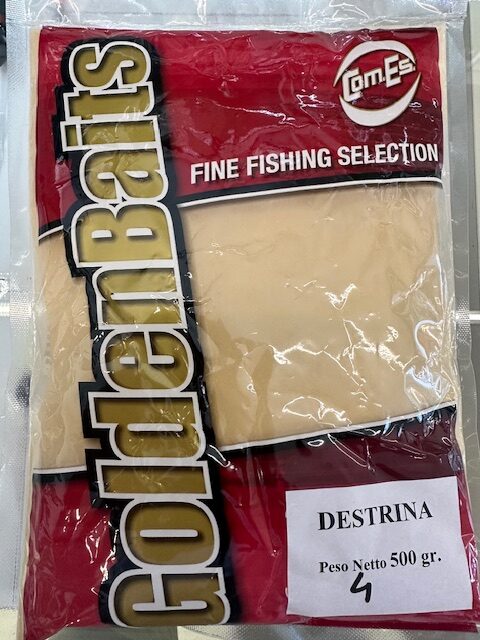 Com.Es.
FINE FISHING SELECTION
GoldenBaits
DESTRINA
Peso Netto 500 gr.
4